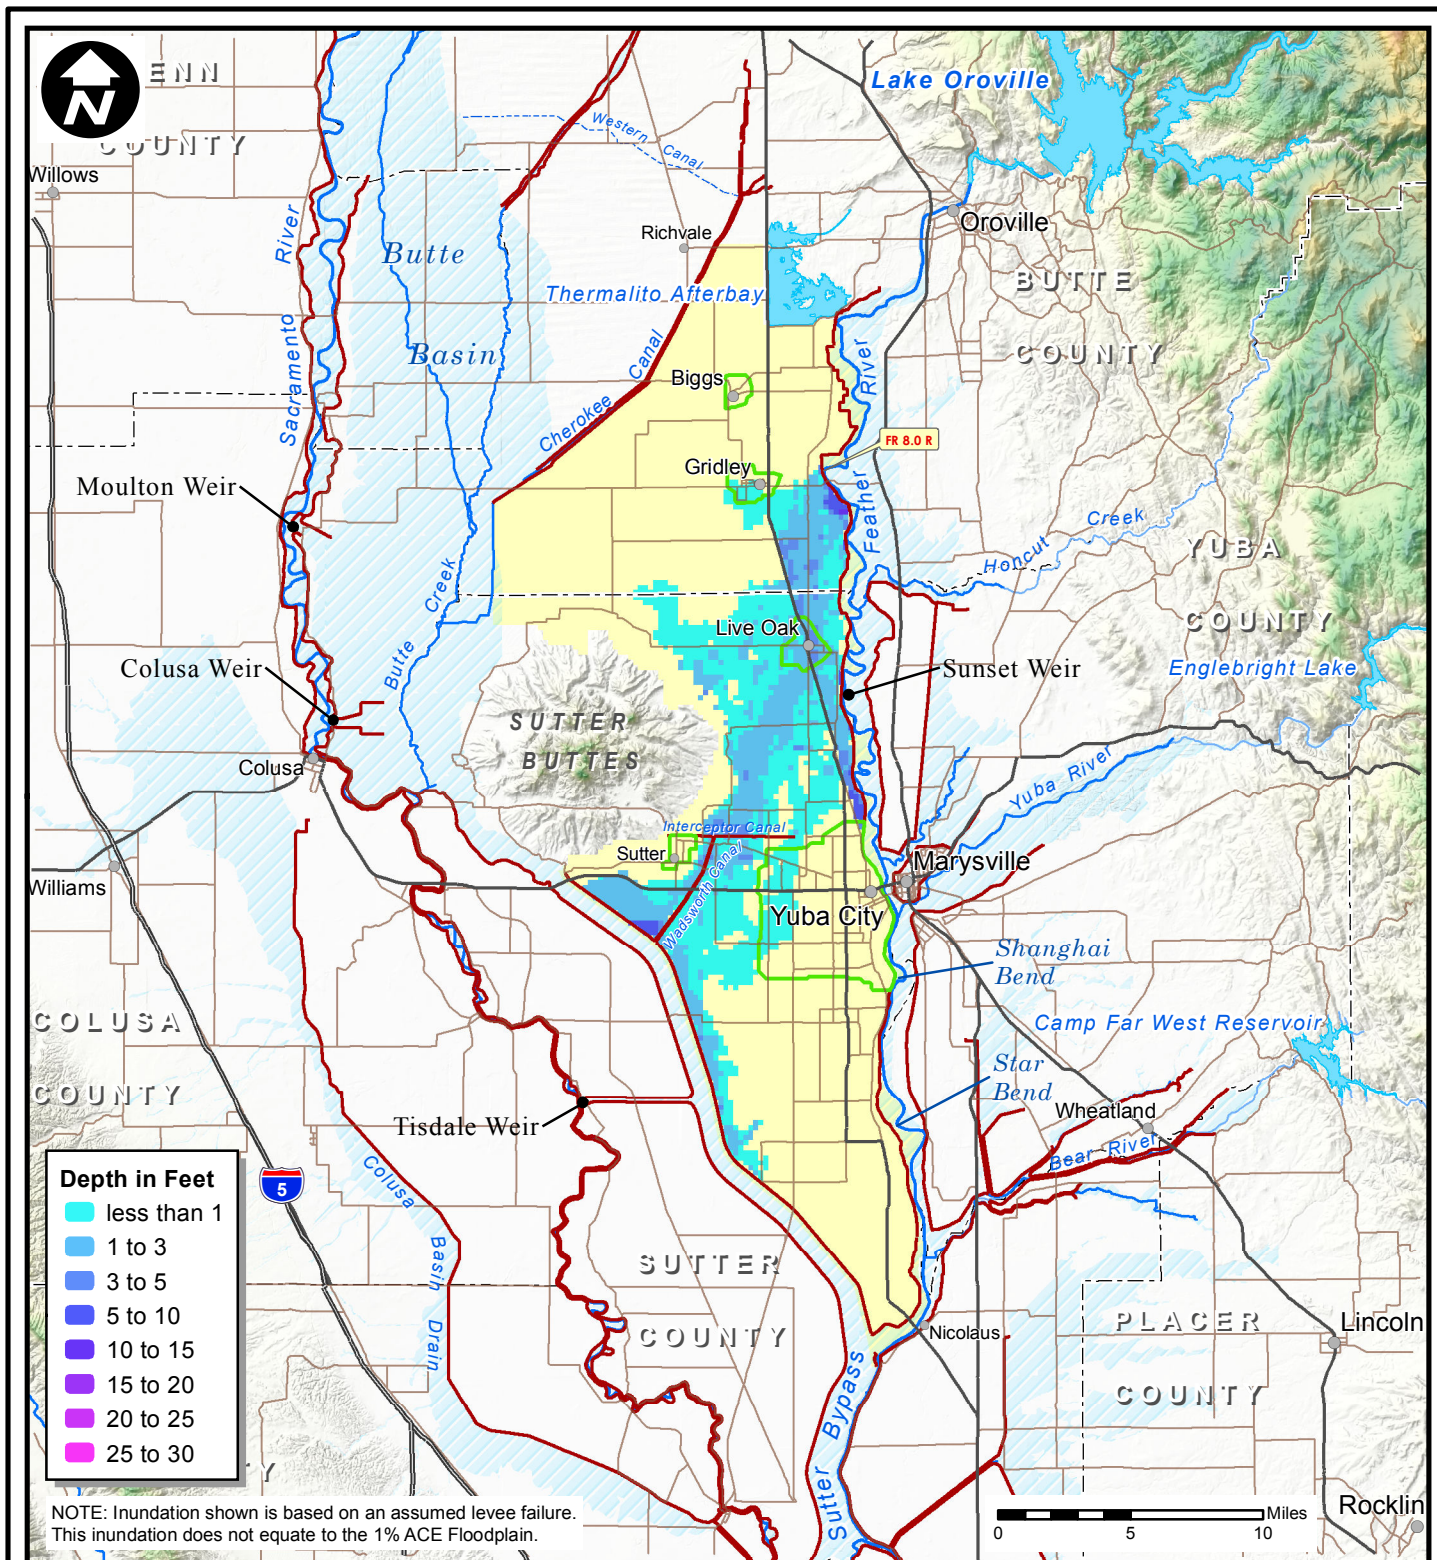 N
ENN
COUNTY
Willows
Lake Oroville
Western
Canal
Richvale
Oroville
River
Butte
Basin
Thermalito Afterbay
BUTTE
COUNTY
Sacramento
Canal
River
Biggs
Cherokee
FR 8.0 R
Gridley
Moulton Weir
Feather
Honcut
Creek
YUBA
COUNTY
Creek
Butte
Live Oak
Colusa Weir
Sunset Weir
Englebright Lake
SUTTER
BUTTES
Colusa
Yuba River
Interceptor Canal
Sutter
Wadsworth Canal
Marysville
Williams
Yuba City
Shanghai
Bend
COLUSA
COUNTY
Camp Far West Reservoir
Star
Bend
Wheatland
Tisdale Weir
Bear River
Depth in Feet
less than 1
1 to 3
3 to 5
5 to 10
10 to 15
15 to 20
20 to 25
25 to 30
5
Colusa
Basin
Drain
SUTTER
COUNTY
PLACER
COUNTY
Nicolaus
Lincoln
Sutter Bypass
Y
NOTE: Inundation shown is based on an assumed levee failure.
This inundation does not equate to the 1% ACE Floodplain.
Miles
0
5
10
Rocklin